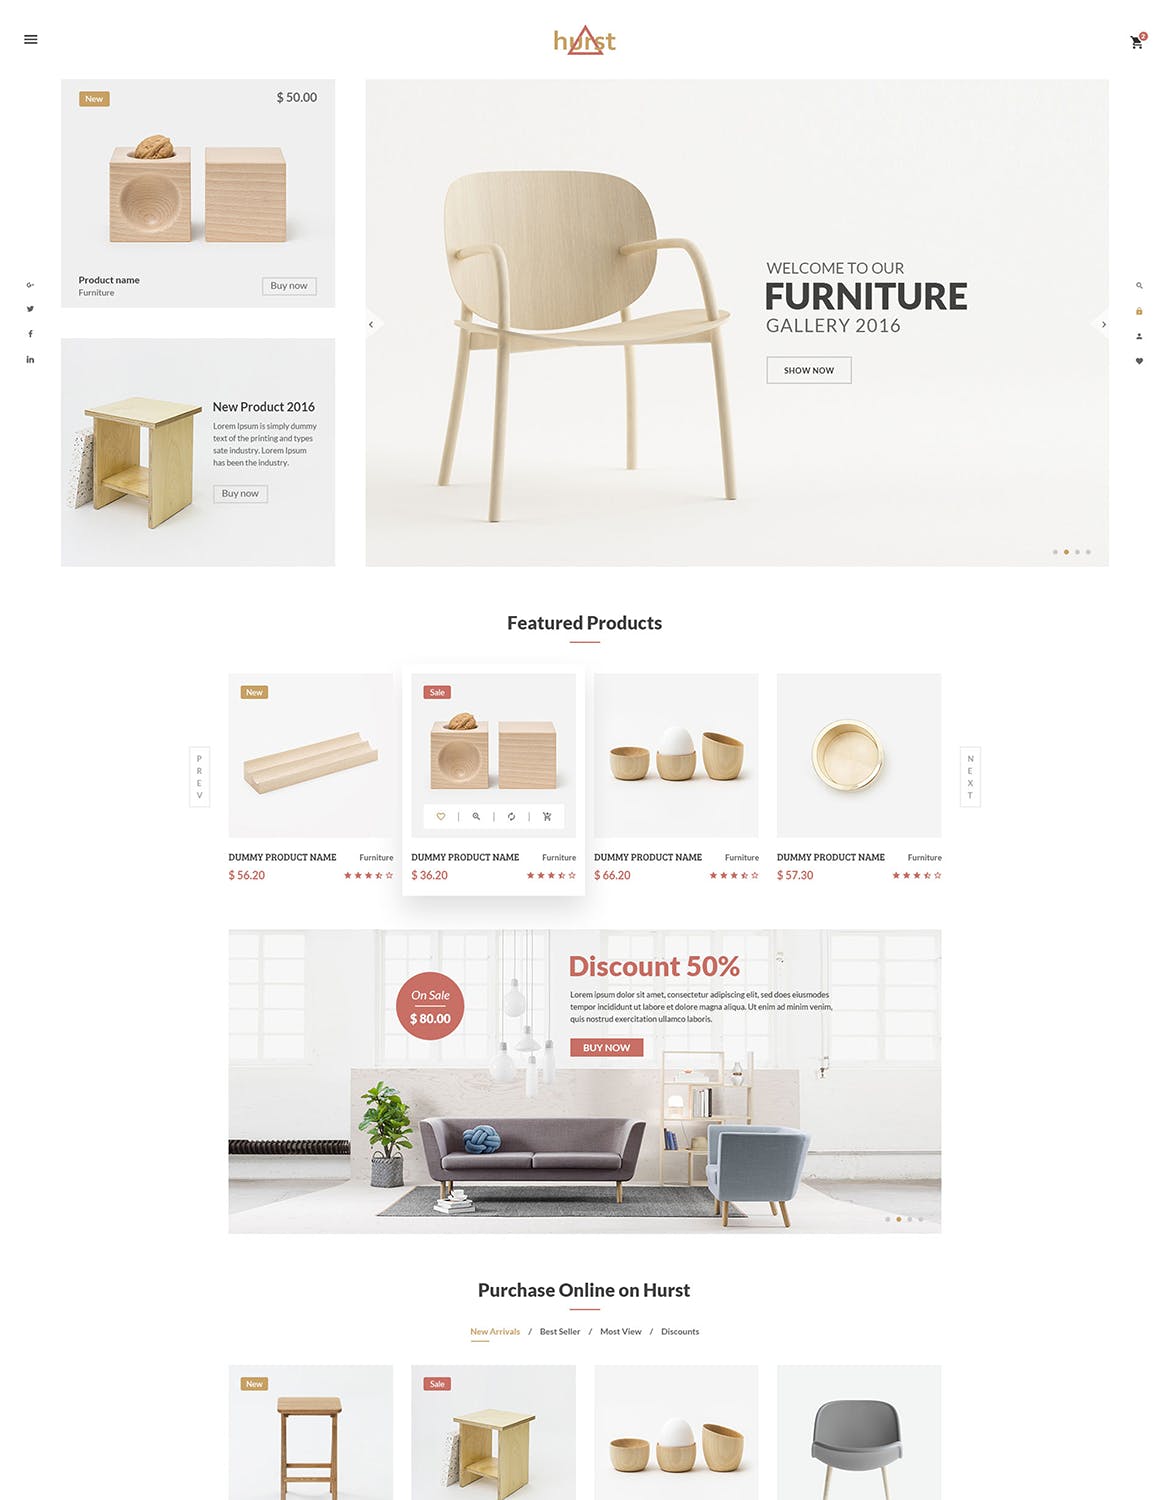 hurst
2
New
$ 50.00
Product name
Furniture
Buy now
New Product 2016
Lorem Ipsum is simply dummy
text of the printing and types
sate industry. Lorem Ipsum
has been the industry.
Buy now
WELCOME TO OUR
FURNITURE
GALLERY 2016
SHOW NOW
Featured Products
PREV
New
Sale
NEXT
DUMMY PRODUCT NAME Furniture
$ 56.20
DUMMY PRODUCT NAME Furniture
$ 36.20
DUMMY PRODUCT NAME Furniture
$ 66.20
DUMMY PRODUCT NAME Furniture
$ 57.30
On Sale
$ 80.00
Discount 50%
Lorem ipsum dolor sit amet, consectetur adipiscing elit, sed does eiusmodes
tempor incididunt ut labore et dolore magna aliqua. Ut enim ad minim venim,
quis nostrud exercitation ullamco laboris.
BUY NOW
Purchase Online on Hurst
New Arrivals / Best Seller / Most View / Discounts
New
Sale